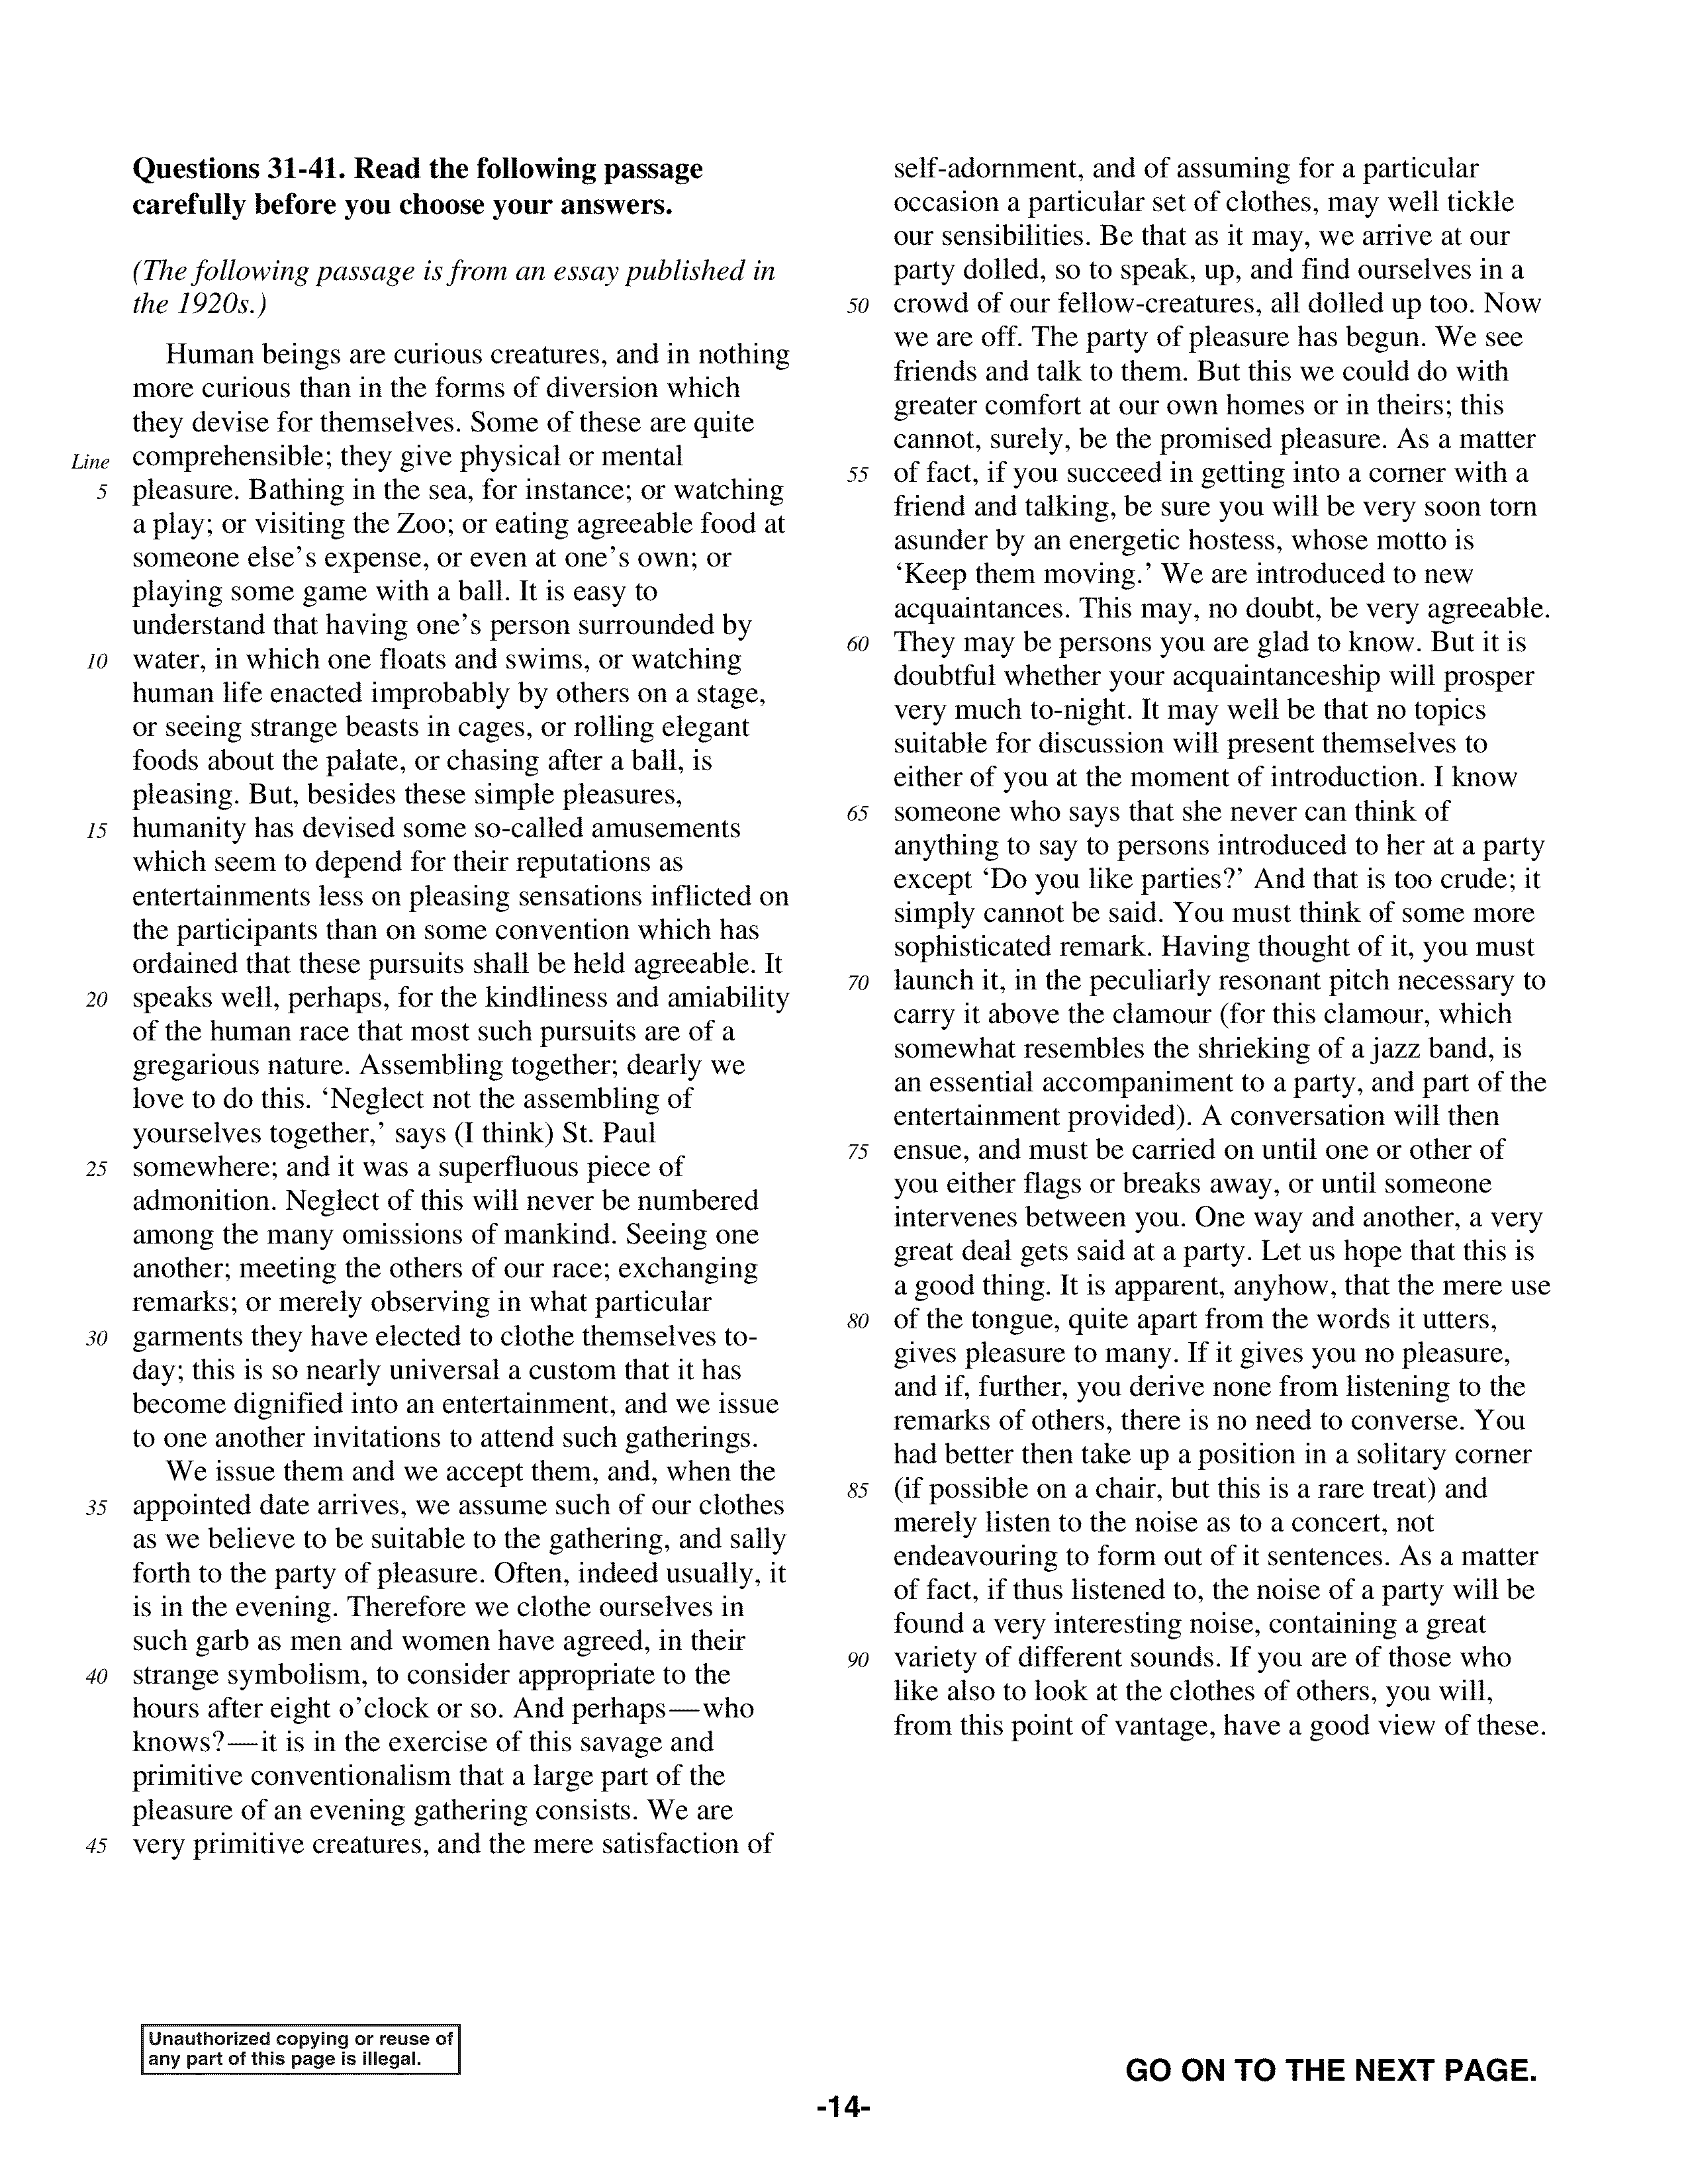 Questions 31-41. Read the following passage
carefully before you choose your answers.
(The following passage is from an essay published in
the 1920s.)
Human beings are curious creatures, and in nothing
more curious than in the forms of diversion which
they devise for themselves. Some of these are quite
Line comprehensible; they give physical or mental
5 pleasure. Bathing in the sea, for instance; or watching
a play; or visiting the Zoo; or eating agreeable food at
someone else’s expense, or even at one’s own; or
playing some game with a ball. It is easy to
understand that having one’s person surrounded by
10 water, in which one floats and swims, or watching
human life enacted improbably by others on a stage,
or seeing strange beasts in cages, or rolling elegant
foods about the palate, or chasing after a ball, is
pleasing. But, besides these simple pleasures,
15 humanity has devised some so-called amusements
which seem to depend for their reputations as
entertainments less on pleasing sensations inflicted on
the participants than on some convention which has
ordained that these pursuits shall be held agreeable. It
20 speaks well, perhaps, for the kindliness and amiability
of the human race that most such pursuits are of a
gregarious nature. Assembling together; dearly we
love to do this. ‘Neglect not the assembling of
yourselves together,’ says (I think) St. Paul
25 somewhere; and it was a superfluous piece of
admonition. Neglect of this will never be numbered
among the many omissions of mankind. Seeing one
another; meeting the others of our race; exchanging
remarks; or merely observing in what particular
30 garments they have elected to clothe themselves to-
day; this is so nearly universal a custom that it has
become dignified into an entertainment, and we issue
to one another invitations to attend such gatherings.
We issue them and we accept them, and, when the
35 appointed date arrives, we assume such of our clothes
as we believe to be suitable to the gathering, and sally
forth to the party of pleasure. Often, indeed usually, it
is in the evening. Therefore we clothe ourselves in
such garb as men and women have agreed, in their
40 strange symbolism, to consider appropriate to the
hours after eight o’clock or so. And perhaps—who
knows?—it is in the exercise of this savage and
primitive conventionalism that a large part of the
pleasure of an evening gathering consists. We are
45 very primitive creatures, and the mere satisfaction of
self-adornment, and of assuming for a particular
occasion a particular set of clothes, may well tickle
our sensibilities. Be that as it may, we arrive at our
party dolled, so to speak, up, and find ourselves in a
50 crowd of our fellow-creatures, all dolled up too. Now
we are off. The party of pleasure has begun. We see
friends and talk to them. But this we could do with
greater comfort at our own homes or in theirs; this
cannot, surely, be the promised pleasure. As a matter
55 of fact, if you succeed in getting into a corner with a
friend and talking, be sure you will be very soon torn
asunder by an energetic hostess, whose motto is
‘Keep them moving.’ We are introduced to new
acquaintances. This may, no doubt, be very agreeable.
60 They may be persons you are glad to know. But it is
doubtful whether your acquaintanceship will prosper
very much to-night. It may well be that no topics
suitable for discussion will present themselves to
either of you at the moment of introduction. I know
65 someone who says that she never can think of
anything to say to persons introduced to her at a party
except ‘Do you like parties?’ And that is too crude; it
simply cannot be said. You must think of some more
sophisticated remark. Having thought of it, you must
70 launch it, in the peculiarly resonant pitch necessary to
carry it above the clamour (for this clamour, which
somewhat resembles the shrieking of a jazz band, is
an essential accompaniment to a party, and part of the
entertainment provided). A conversation will then
75 ensue, and must be carried on until one or other of
you either flags or breaks away, or until someone
intervenes between you. One way and another, a very
great deal gets said at a party. Let us hope that this is
a good thing. It is apparent, anyhow, that the mere use
80 of the tongue, quite apart from the words it utters,
gives pleasure to many. If it gives you no pleasure,
and if, further, you derive none from listening to the
remarks of others, there is no need to converse. You
had better then take up a position in a solitary corner
85 (if possible on a chair, but this is a rare treat) and
merely listen to the noise as to a concert, not
endeavouring to form out of it sentences. As a matter
of fact, if thus listened to, the noise of a party will be
found a very interesting noise, containing a great
90 variety of different sounds. If you are of those who
like also to look at the clothes of others, you will,
from this point of vantage, have a good view of these.
Unauthorized copying or reuse of
any part of this page is illegal.
GO ON TO THE NEXT PAGE.
-14-